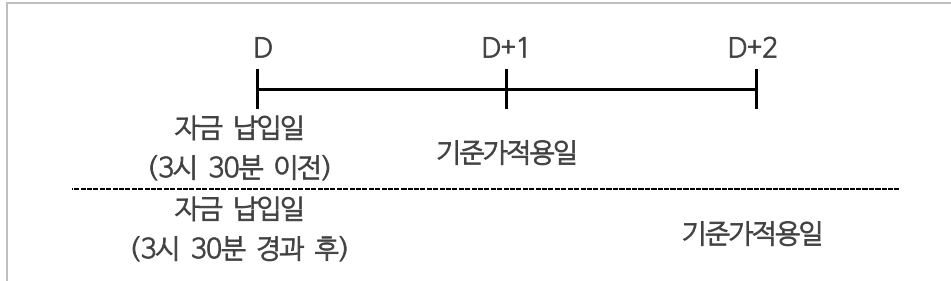 D D+1 D+2
자금 납입일
(3시 30분 이전)
기준가적용일
자금 납입일
(3시 30분 경과 후)
기준가적용일